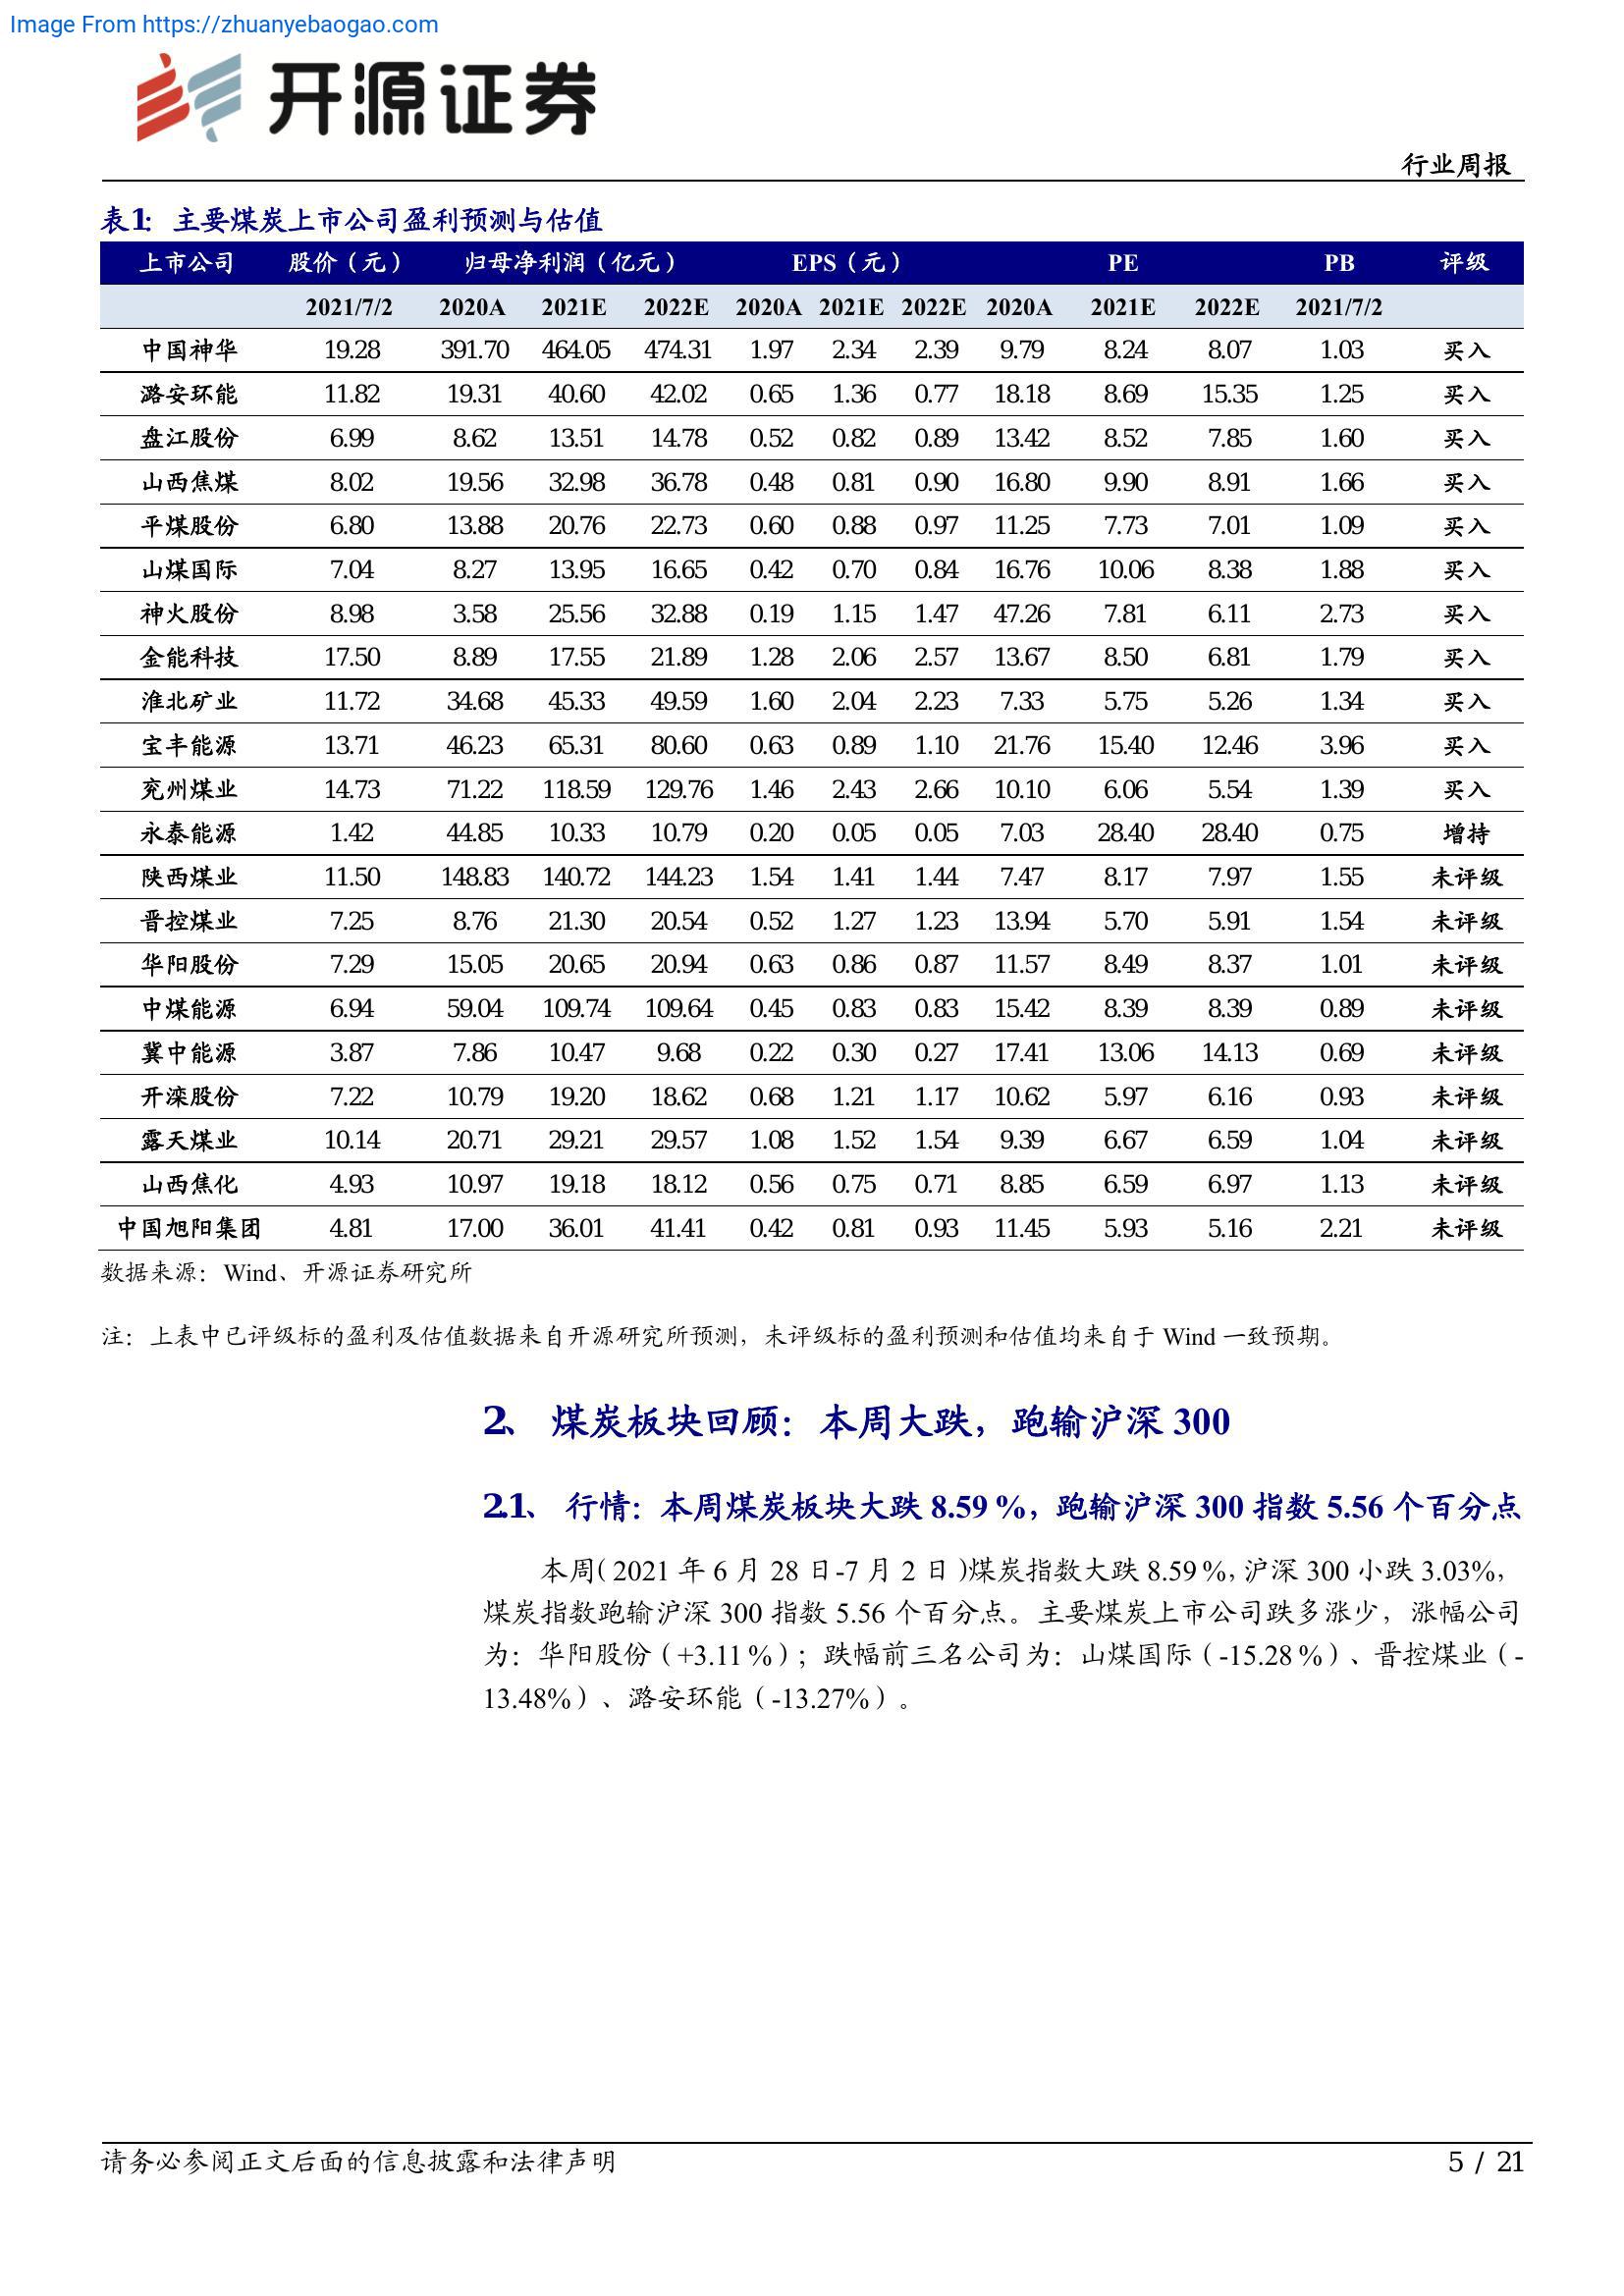 Image From https://zhuanyebaogao.com
开源证券
行业周报
表1：主要煤炭上市公司盈利预测与估值
上市公司 股价（元） 归母净利润（亿元） EPS（元） PE PB 评级
2021/7/2 2020A 2021E 2022E 2020A 2021E 2022E 2020A 2021E 2022E 2021/7/2
中国神华 19.28 391.70 464.05 474.31 1.97 2.34 2.39 9.79 8.24 8.07 1.03 买入
潞安环能 11.82 19.31 40.60 42.02 0.65 1.36 0.77 18.18 8.69 15.35 1.25 买入
盘江股份 6.99 8.62 13.51 14.78 0.52 0.82 0.89 13.42 8.52 7.85 1.60 买入
山西焦煤 8.02 19.56 32.98 36.78 0.48 0.81 0.90 16.80 9.90 8.91 1.66 买入
平煤股份 6.80 13.88 20.76 22.73 0.60 0.88 0.97 11.25 7.73 7.01 1.09 买入
山煤国际 7.04 8.27 13.95 16.65 0.42 0.70 0.84 16.76 10.06 8.38 1.88 买入
神火股份 8.98 3.58 25.56 32.88 0.19 1.15 1.47 47.26 7.81 6.11 2.73 买入
金能科技 17.50 8.89 17.55 21.89 1.28 2.06 2.57 13.67 8.50 6.81 1.79 买入
淮北矿业 11.72 34.68 45.33 49.59 1.60 2.04 2.23 7.33 5.75 5.26 1.34 买入
宝丰能源 13.71 46.23 65.31 80.60 0.63 0.89 1.10 21.76 15.40 12.46 3.96 买入
兖州煤业 14.73 71.22 118.59 129.76 1.46 2.43 2.66 10.10 6.06 5.54 1.39 买入
永泰能源 1.42 44.85 10.33 10.79 0.20 0.05 0.05 7.03 28.40 28.40 0.75 增持
陕西煤业 11.50 148.83 140.72 144.23 1.54 1.41 1.44 7.47 8.17 7.97 1.55 未评级
晋控煤业 7.25 8.76 21.30 20.54 0.52 1.27 1.23 13.94 5.70 5.91 1.54 未评级
华阳股份 7.29 15.05 20.65 20.94 0.63 0.86 0.87 11.57 8.49 8.37 1.01 未评级
中煤能源 6.94 59.04 109.74 109.64 0.45 0.83 0.83 15.42 8.39 8.39 0.89 未评级
冀中能源 3.87 7.86 10.47 9.68 0.22 0.30 0.27 17.41 13.06 14.13 0.69 未评级
开滦股份 7.22 10.79 19.20 18.62 0.68 1.21 1.17 10.62 5.97 6.16 0.93 未评级
露天煤业 10.14 20.71 29.21 29.57 1.08 1.52 1.54 9.39 6.67 6.59 1.04 未评级
山西焦化 4.93 10.97 19.18 18.12 0.56 0.75 0.71 8.85 6.59 6.97 1.13 未评级
中国旭阳集团 4.81 17.00 36.01 41.41 0.42 0.81 0.93 11.45 5.93 5.16 2.21 未评级
数据来源：Wind、开源证券研究所
注：上表中已评级标的盈利及估值数据来自开源研究所预测，未评级标的盈利预测和估值均来自于 Wind 一致预期。
2、 煤炭板块回顾：本周大跌，跑输沪深 300
2.1、 行情：本周煤炭板块大跌 8.59%，跑输沪深 300 指数 5.56 个百分点
本周（2021 年 6 月 28 日-7 月 2 日）煤炭指数大跌 8.59%，沪深 300 小跌 3.03%，
煤炭指数跑输沪深 300 指数 5.56 个百分点。主要煤炭上市公司跌多涨少，涨幅公司
为：华阳股份（+3.11%）；跌幅前三名公司为：山煤国际（-15.28%）、晋控煤业（-
13.48%）、潞安环能（-13.27%）。
请务必参阅正文后面的信息披露和法律声明
5 / 21